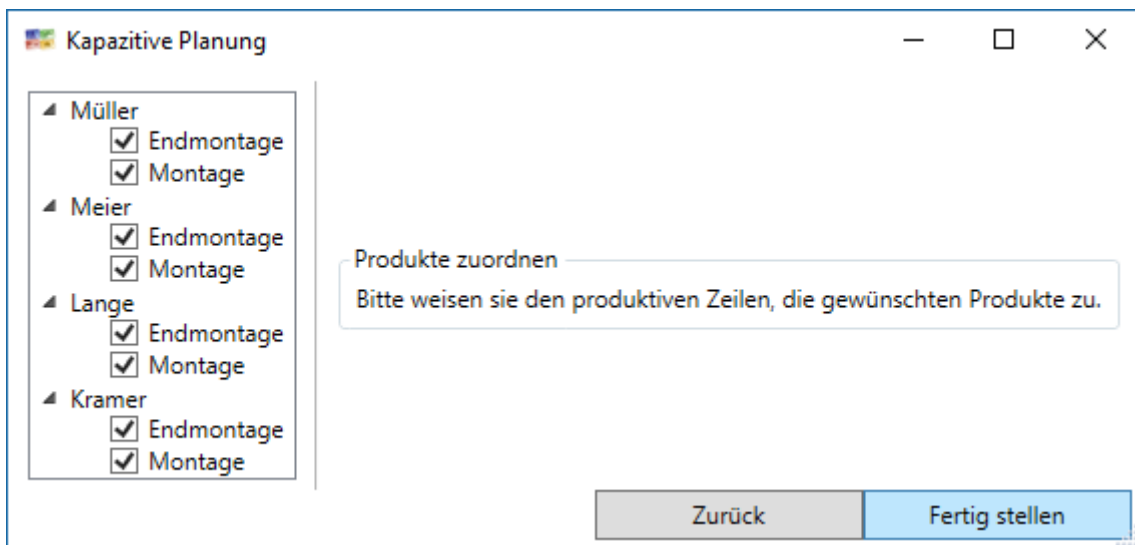 Kapazitive Planung
Müller
Endmontage
Montage
Meier
Endmontage
Montage
Lange
Endmontage
Montage
Kramer
Endmontage
Montage
Produkte zuordnen
Bitte weisen sie den produktiven Zeilen, die gewünschten Produkte zu.
Zurück
Fertig stellen